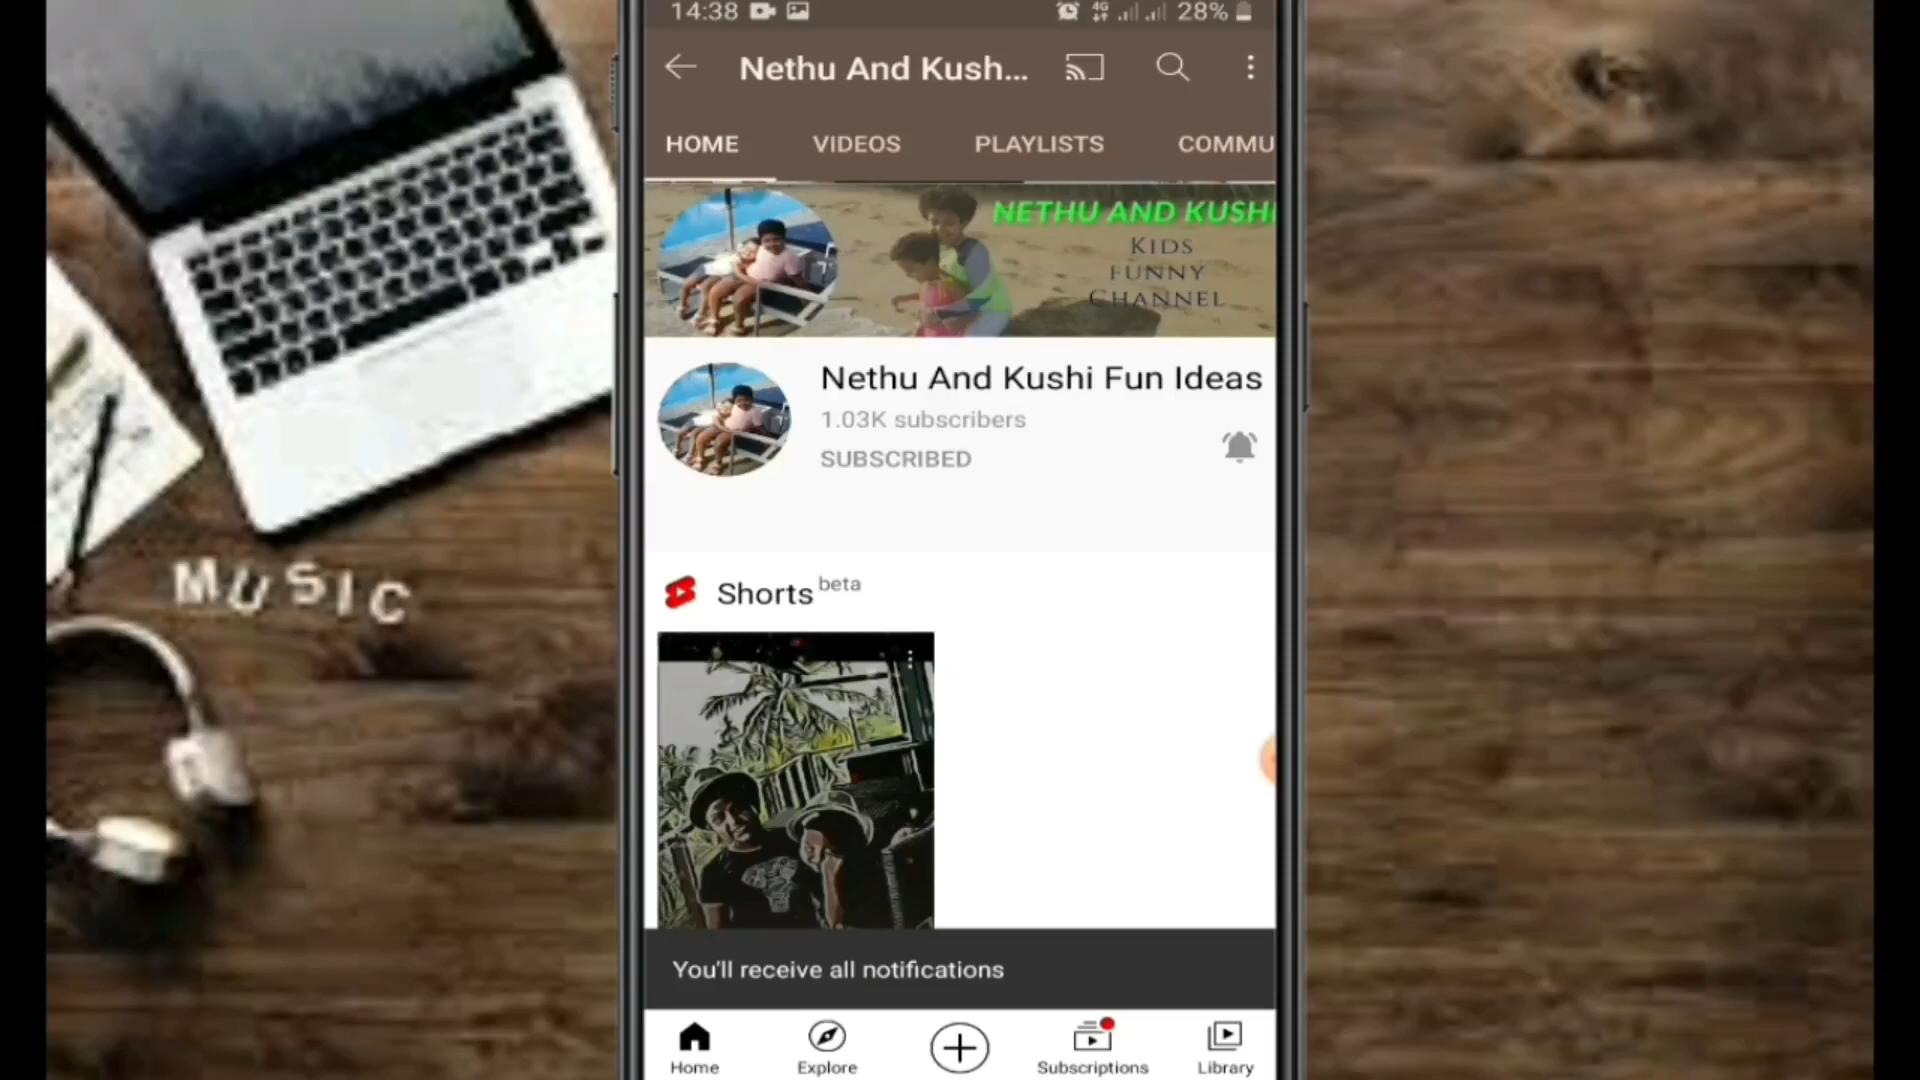 14:38 4G 28%
Nethu And Kush...
HOME VIDEOS PLAYLISTS COMMU
NETHU AND KUSHI
KIDS
FUNNY
CHANNEL
Nethu And Kushi Fun Ideas
1.03K subscribers
SUBSCRIBED
Shorts beta
MUSIC
You'll receive all notifications
Home Explore Subscriptions Library